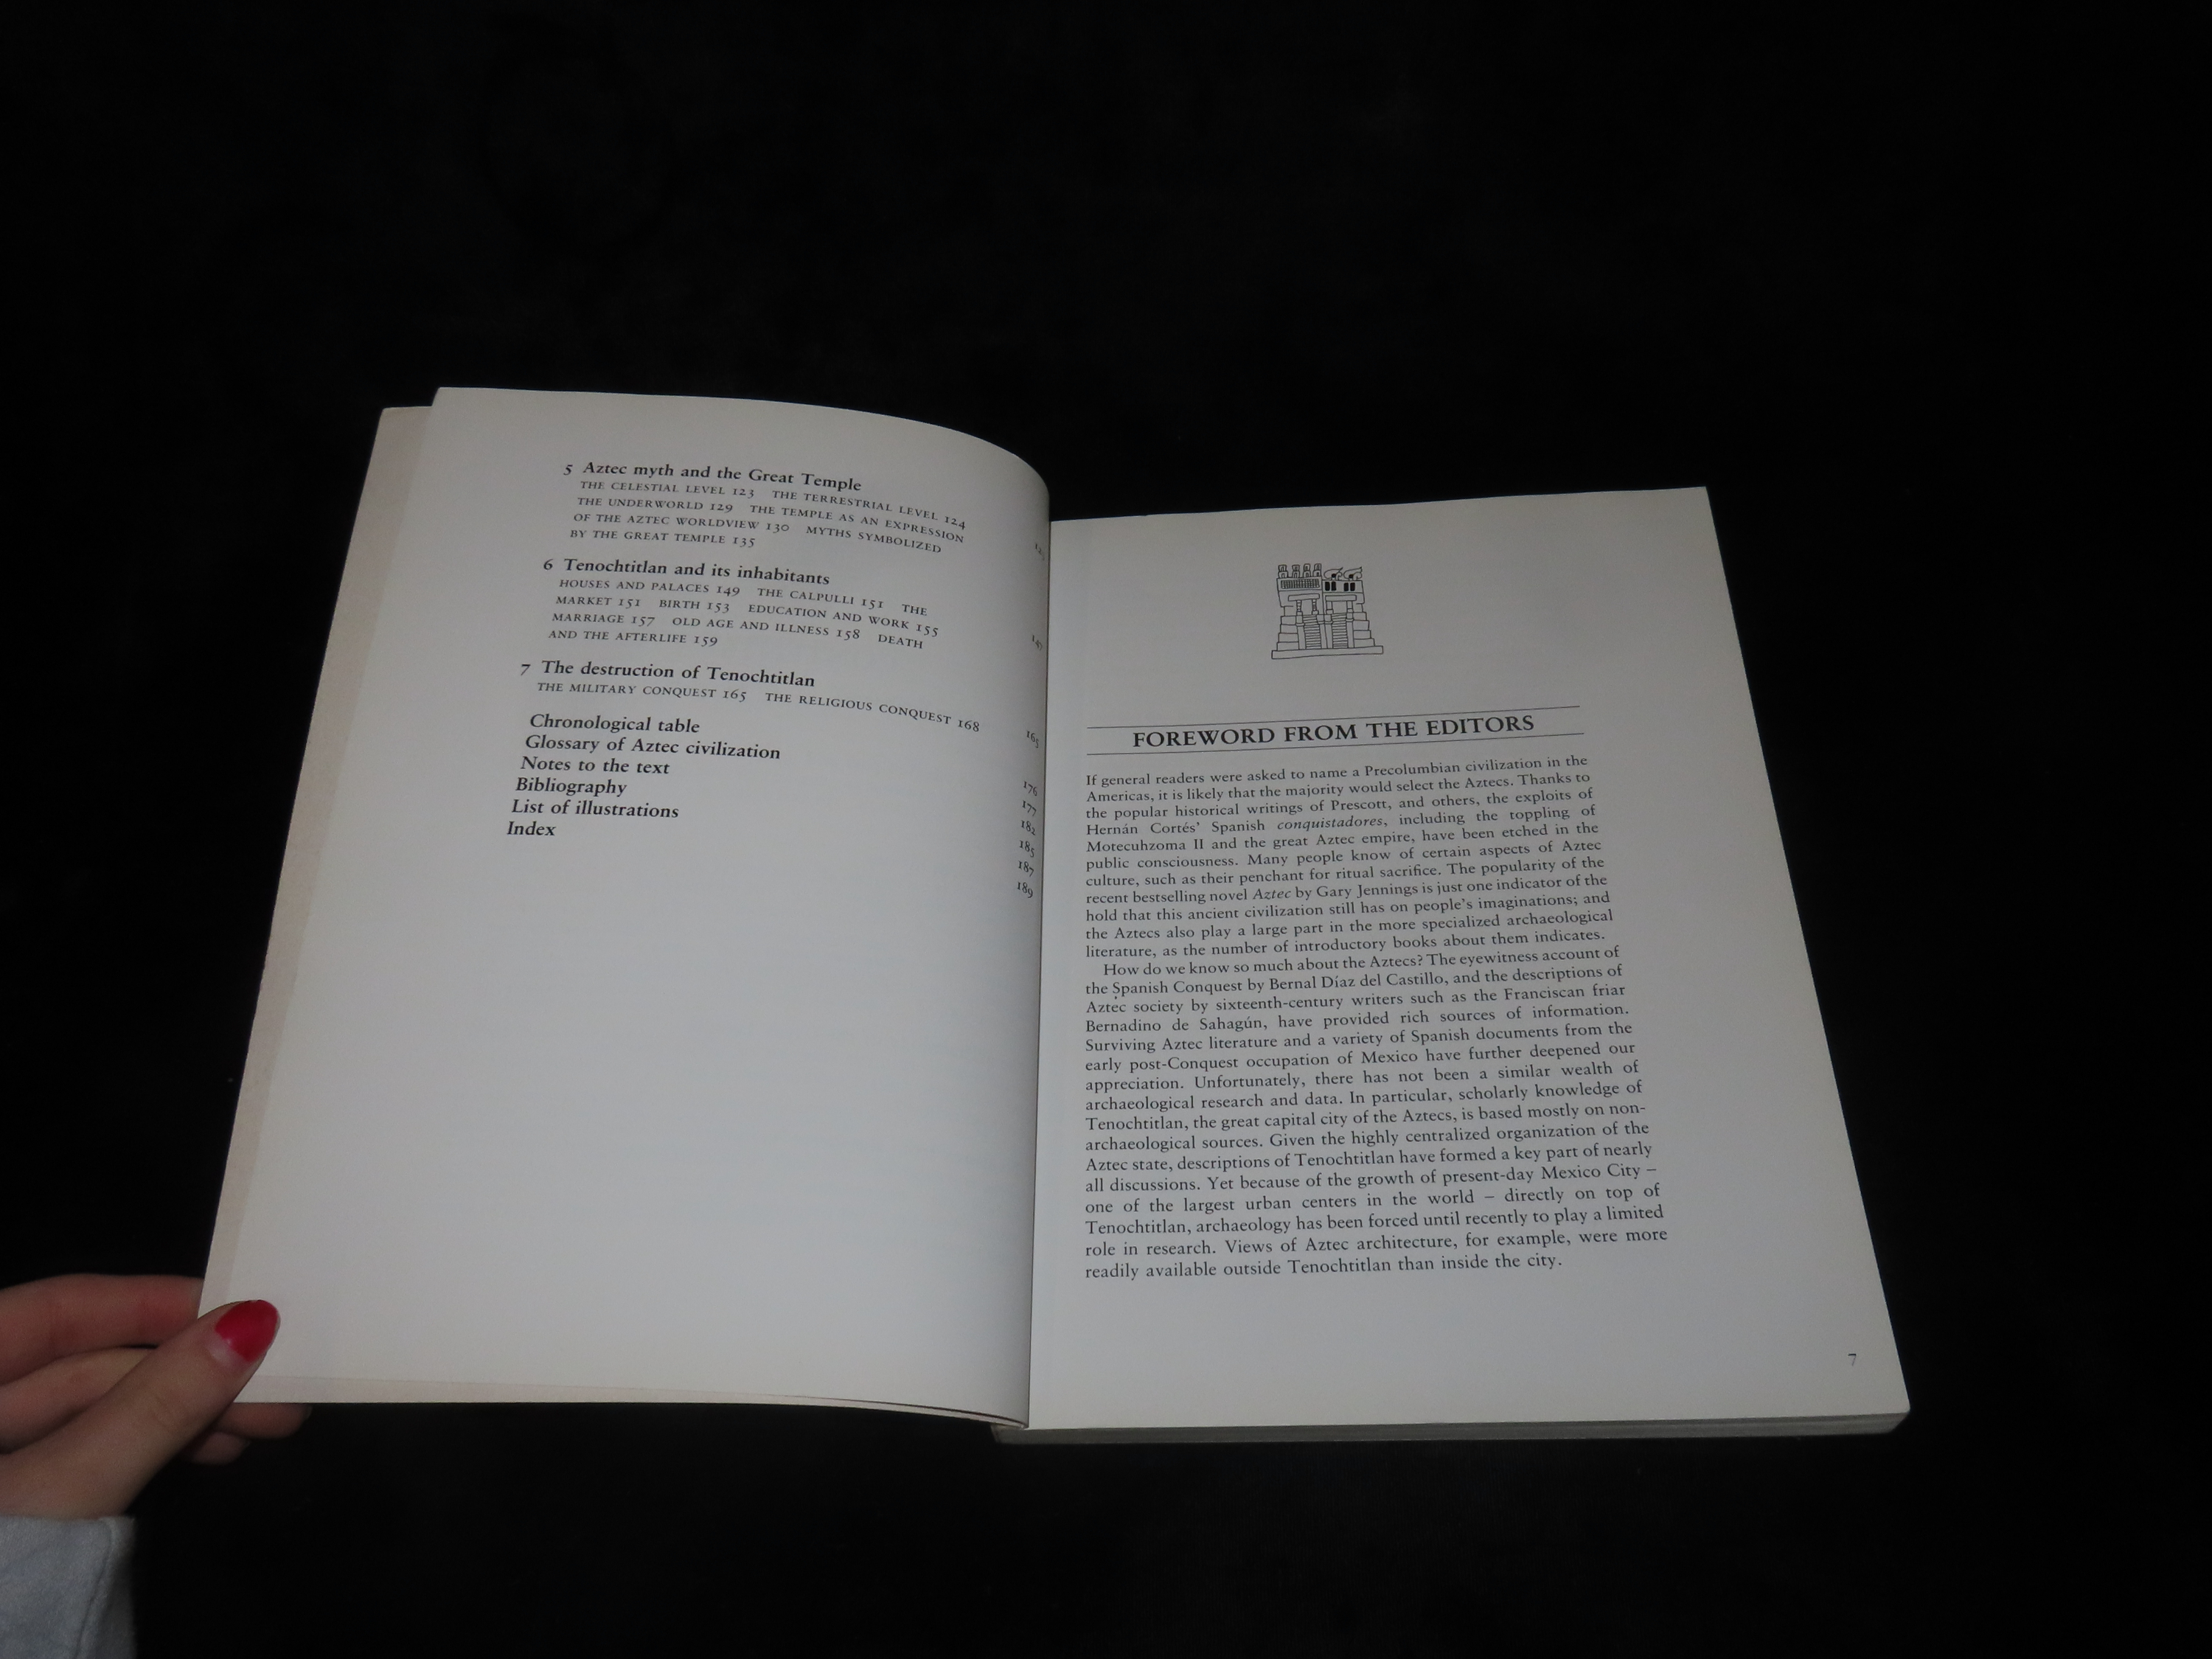 5 Aztec myth and the Great Temple
THE CELESTIAL LEVEL 123 THE TERRESTRIAL LEVEL 124
THE UNDERWORLD 129 THE TEMPLE AS AN EXPRESSION
OF THE AZTEC WORLDVIEW 130 MYTHS SYMBOLIZED
BY THE GREAT TEMPLE 135
6 Tenochtitlan and its inhabitants
HOUSES AND PALACES 149 THE CALPULLI 151 THE
MARKET 151 BIRTH 153 EDUCATION AND WORK 155
MARRIAGE 157 OLD AGE AND ILLNESS 158 DEATH
AND THE AFTERLIFE 159
7 The destruction of Tenochtitlan 165
THE MILITARY CONQUEST 165 THE RELIGIOUS CONQUEST 168
Chronological table 176
Glossary of Aztec civilization 177
Notes to the text 182
Bibliography 185
List of illustrations 187
Index 189
FOREWORD FROM THE EDITORS
If general readers were asked to name a Precolumbian civilization in the
Americas, it is likely that the majority would select the Aztecs. Thanks to
the popular historical writings of Prescott, and others, the exploits of
Hernán Cortés' Spanish conquistadores, including the toppling of
Motecuhzoma II and the great Aztec empire, have been etched in the
public consciousness. Many people know of certain aspects of Aztec
culture, such as their penchant for ritual sacrifice. The popularity of the
recent bestselling novel Aztec by Gary Jennings is just one indicator of the
hold that this ancient civilization still has on people's imaginations; and
the Aztecs also play a large part in the more specialized archaeological
literature, as the number of introductory books about them indicates.
How do we know so much about the Aztecs? The eyewitness account of
the Spanish Conquest by Bernal Díaz del Castillo, and the descriptions of
Aztec society by sixteenth-century writers such as the Franciscan friar
Bernadino de Sahagún, have provided rich sources of information.
Surviving Aztec literature and a variety of Spanish documents from the
early post-Conquest occupation of Mexico have further deepened our
appreciation. Unfortunately, there has not been a similar wealth of
archaeological research and data. In particular, scholarly knowledge of
Tenochtitlan, the great capital city of the Aztecs, is based mostly on non-
archaeological sources. Given the highly centralized organization of the
Aztec state, descriptions of Tenochtitlan have formed a key part of nearly
all discussions. Yet because of the growth of present-day Mexico City –
one of the largest urban centers in the world – directly on top of
Tenochtitlan, archaeology has been forced until recently to play a limited
role in research. Views of Aztec architecture, for example, were more
readily available outside Tenochtitlan than inside the city.
7